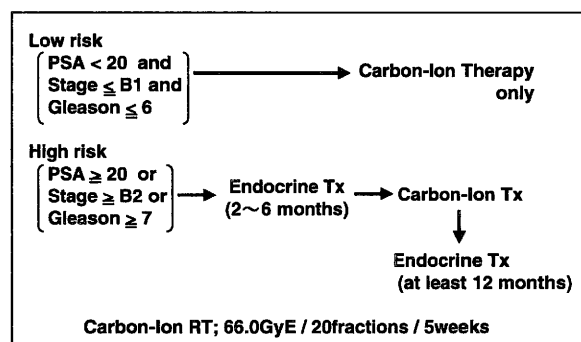 Low risk
PSA < 20 and
Stage ≦ B1 and
Gleason ≦ 6
Carbon-Ion Therapy
only
High risk
PSA ≧ 20 or
Stage ≧ B2 or
Gleason ≧ 7
Endocrine Tx
(2～6 months)
Carbon-Ion Tx
Endocrine Tx
(at least 12 months)
Carbon-Ion RT; 66.0GyE / 20fractions / 5weeks